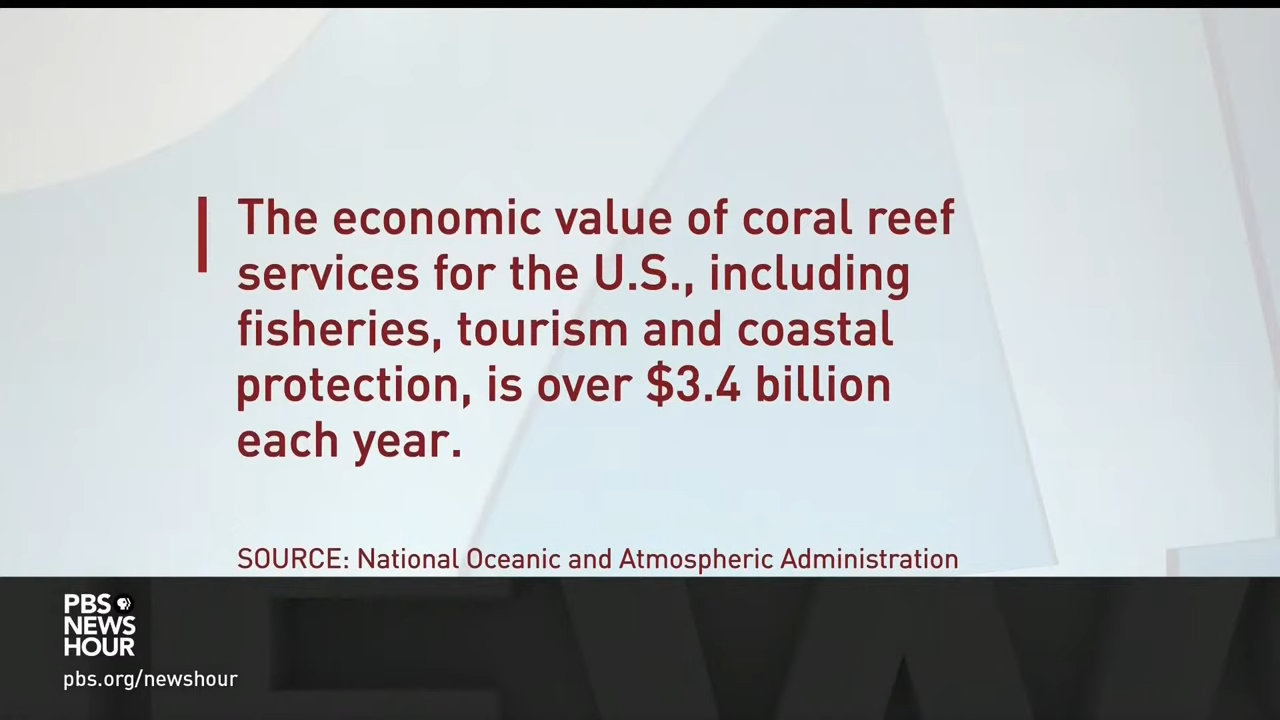 The economic value of coral reef
services for the U.S., including
fisheries, tourism and coastal
protection, is over $3.4 billion
each year.
SOURCE: National Oceanic and Atmospheric Administration
PBS
NEWS
HOUR
pbs.org/newshour